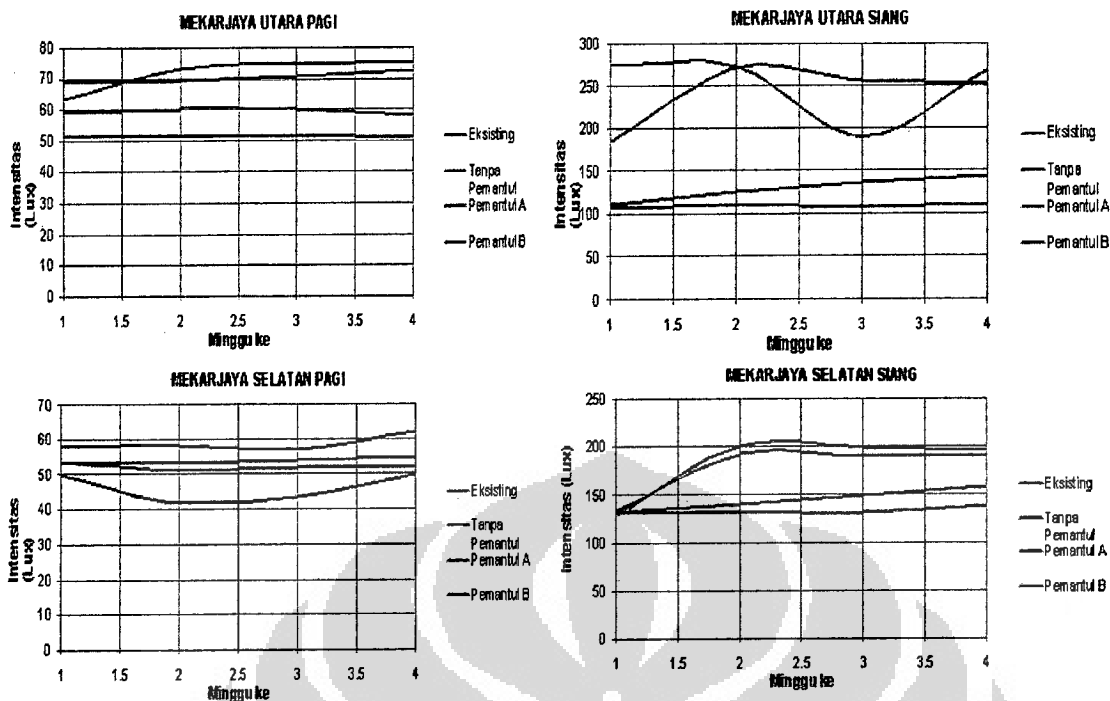 MEKARJAYA UTARA PAGI
Intensitas
(Lux)
80
70
60
50
40
30
20
10
0
1 1.5 2 2.5 3 3.5 4
Minggu ke
Eksisting
Tanpa
Pemantul
Pemantul A
Pemantul B
MEKARJAYA UTARA SIANG
Intensitas
(Lux)
300
250
200
150
100
50
0
1 1.5 2 2.5 3 3.5 4
Minggu ke
Eksisting
Tanpa
Pemantul
Pemantul A
Pemantul B
MEKARJAYA SELATAN PAGI
Intensitas
(Lux)
70
60
50
40
30
20
10
0
1 1.5 2 2.5 3 3.5 4
Minggu ke
Eksisting
Tanpa
Pemantul
Pemantul A
Pemantul B
MEKARJAYA SELATAN SIANG
Intensitas (Lux)
250
200
150
100
50
0
1 1.5 2 2.5 3 3.5 4
Minggu ke
Eksisting
Tanpa
Pemantul
Pemantul A
Pemantul B